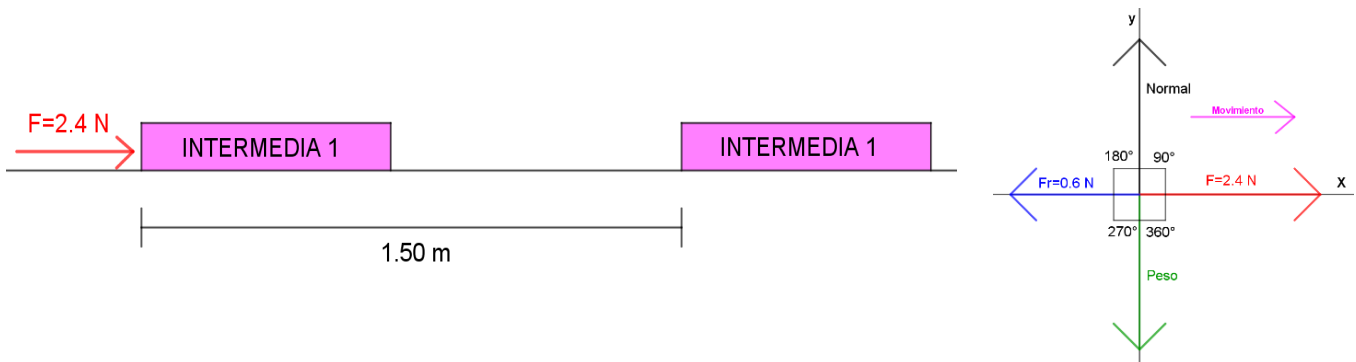 F=2.4 N
INTERMEDIA 1
INTERMEDIA 1
1.50 m
y
Normal
Movimiento
180°
90°
Fr=0.6 N
F=2.4 N
X
270°
360°
Peso